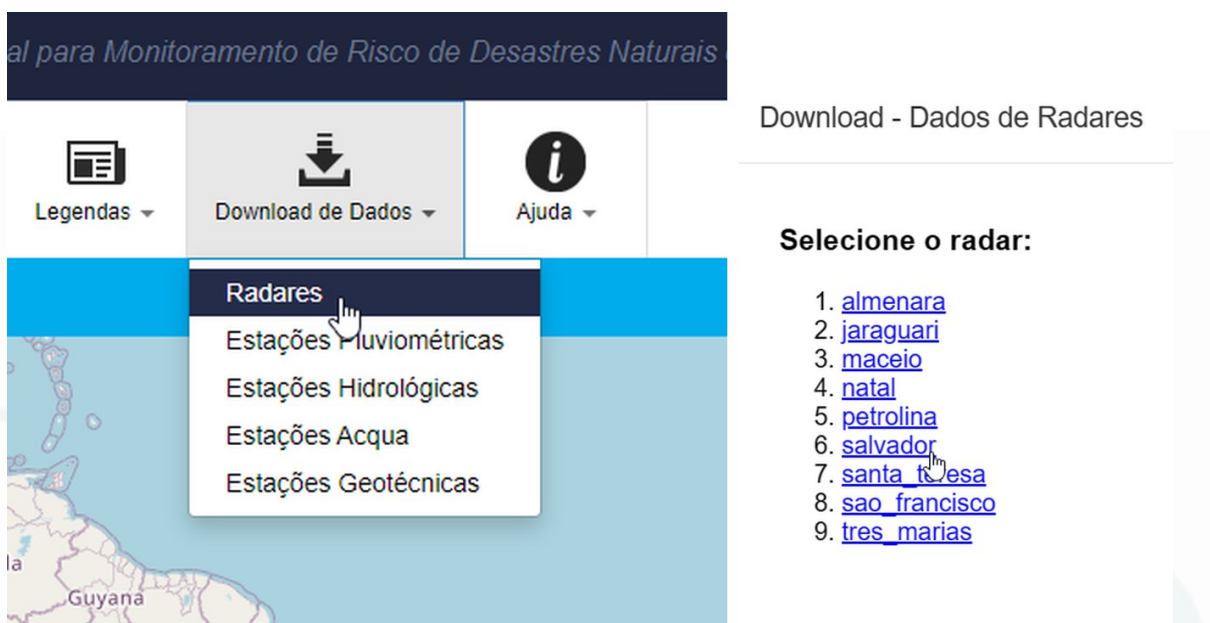 al para Monitoramento de Risco de Desastres Naturais
Legendas
Download de Dados
Ajuda
Radares
Estações Pluviométricas
Estações Hidrológicas
Estações Acqua
Estações Geotécnicas
la
Guyana
Download - Dados de Radares
Selecione o radar:
1. almenara
2. jaraguari
3. maceio
4. natal
5. petrolina
6. salvador
7. santa_teresa
8. sao_francisco
9. tres_marias